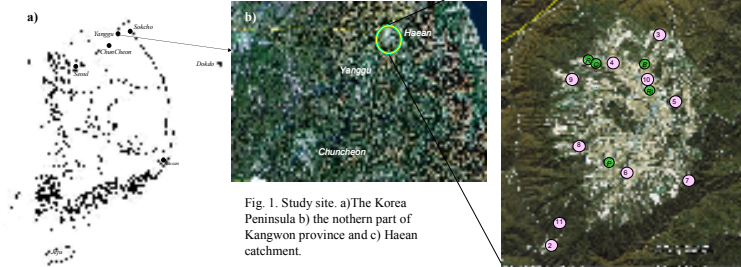 a)
Sokcho
Yanggu
ChunCheon
Seoul
Dokdo
b)
Haean
Yanggu
Chuncheon
Fig. 1. Study site. a)The Korea
Peninsula b) the nothern part of
Kangwon province and c) Haean
catchment.
3
4
9
10
5
8
6
7
11
2